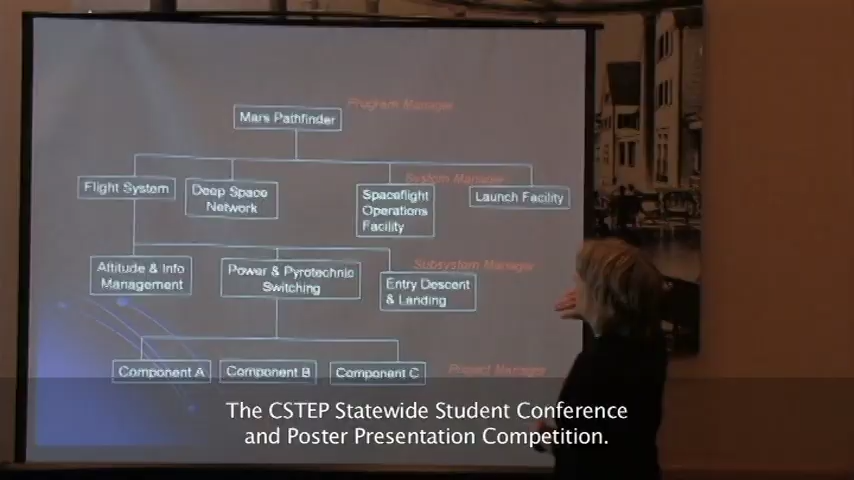 Program Manager
Mars Pathfinder
System Manager
Flight System
Deep Space
Network
Spaceflight
Operations
Facility
Launch Facility
Subsystem Manager
Attitude & Info
Management
Power & Pyrotechnic
Switching
Entry Descent
& Landing
Project Manager
Component A
Component B
Component C
The CSTEP Statewide Student Conference
and Poster Presentation Competition.